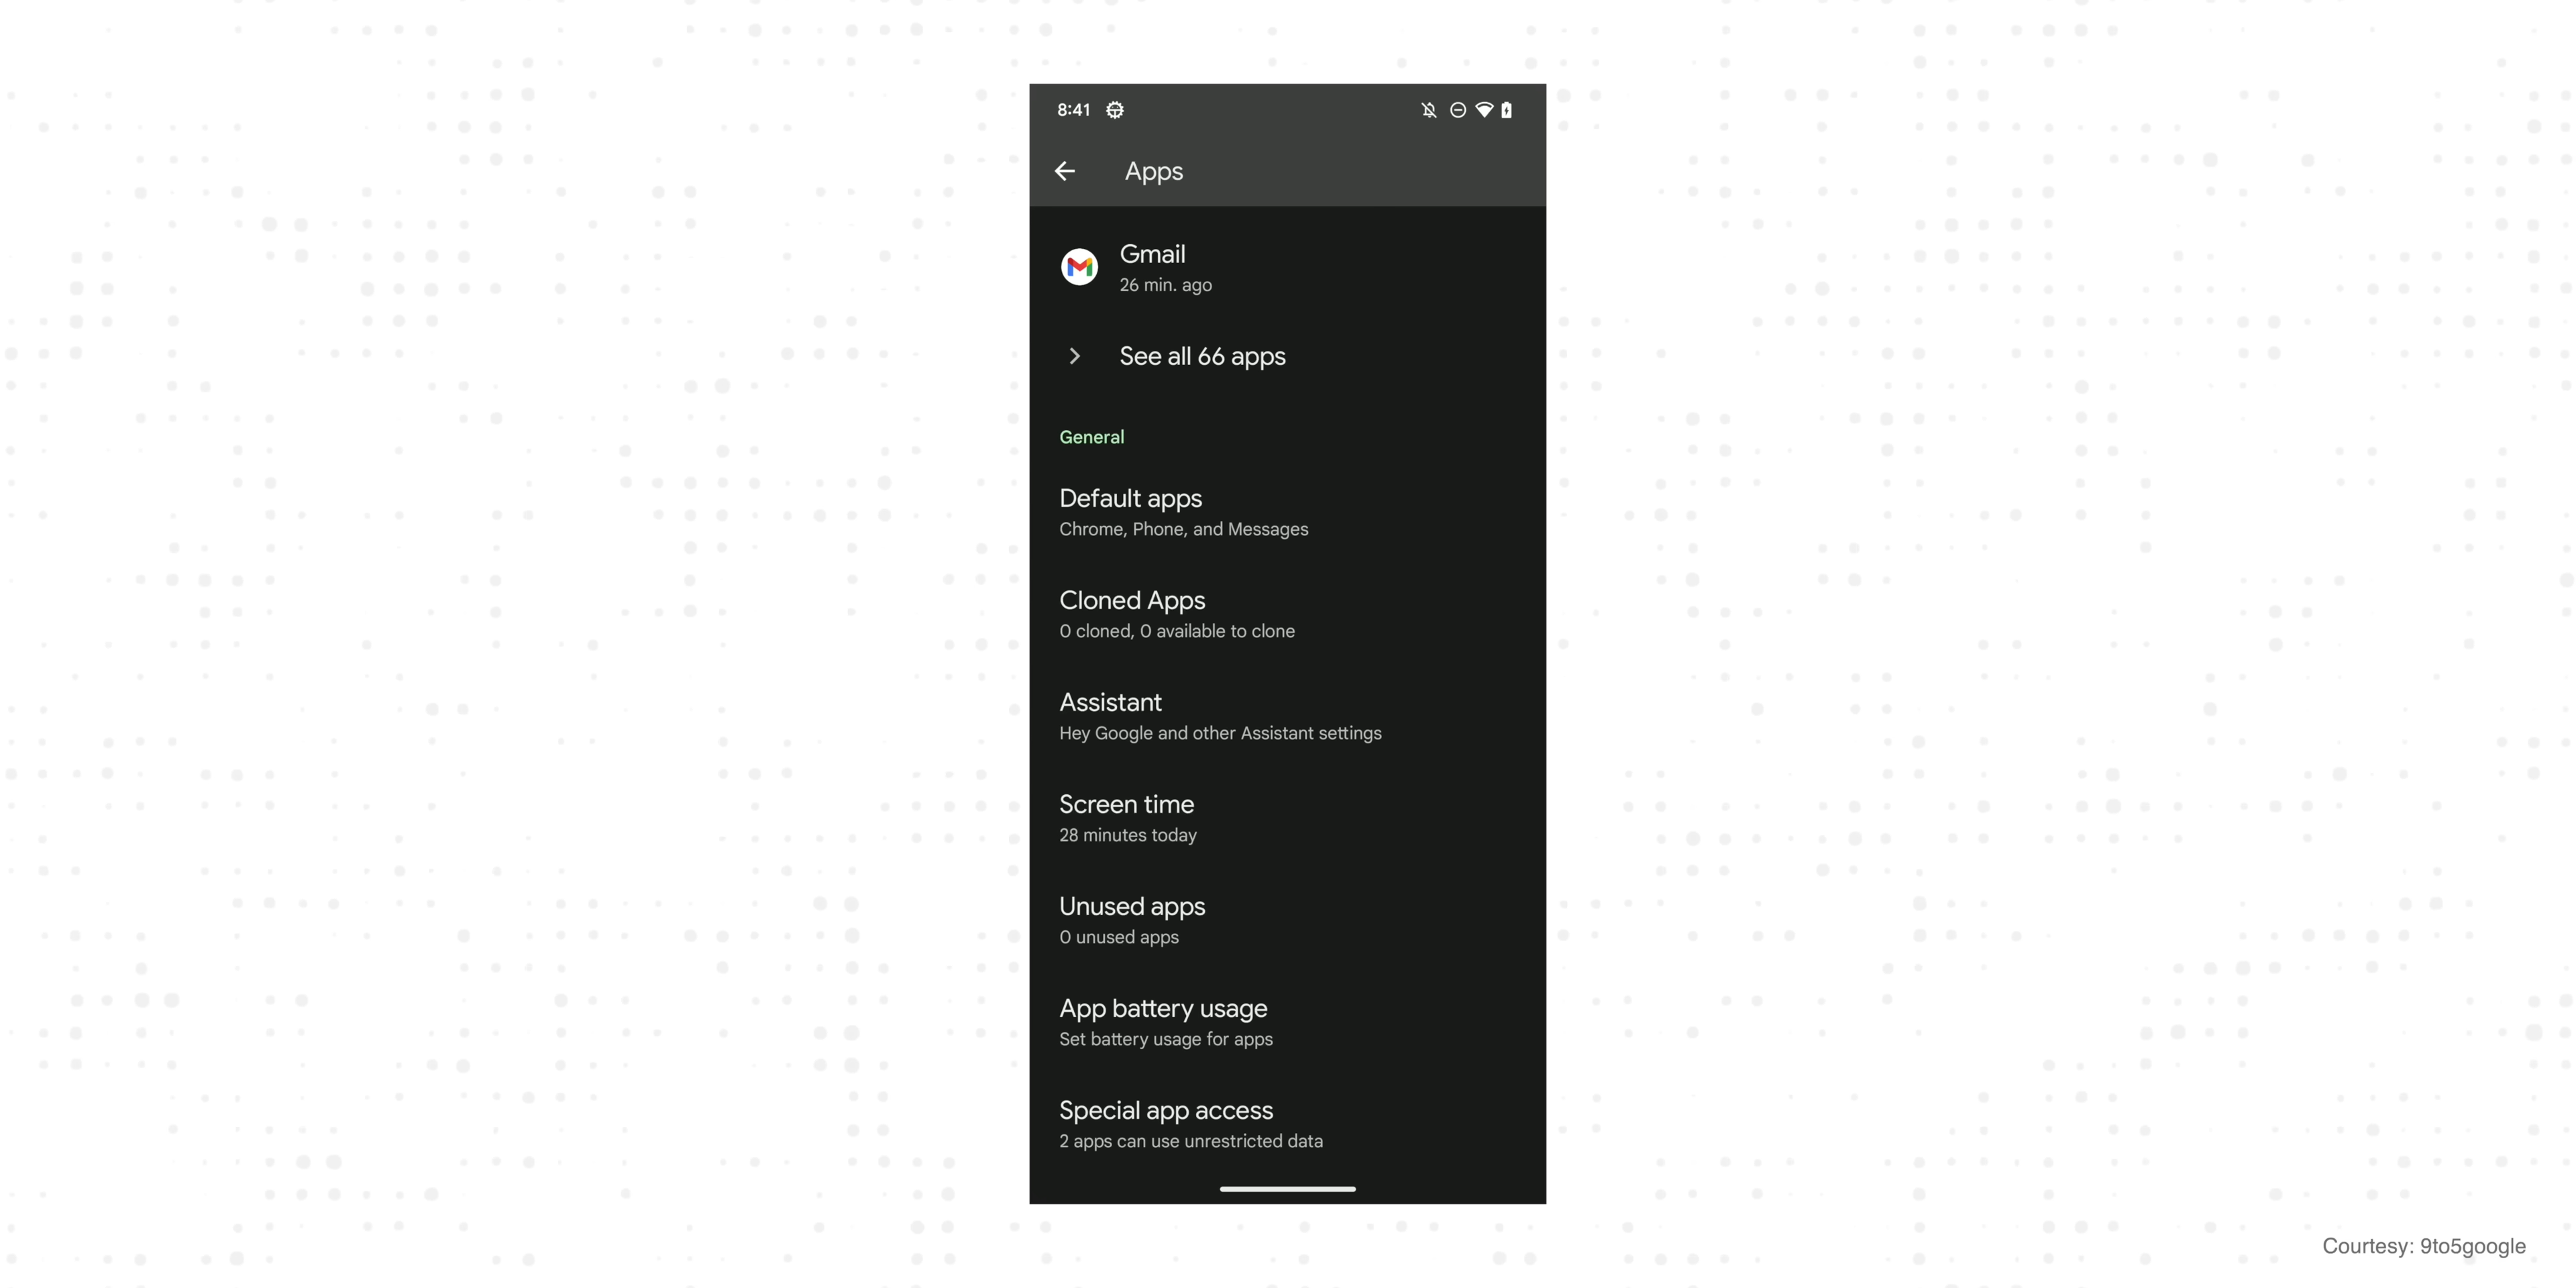 8:41
Apps
Gmail
26 min. ago
See all 66 apps
General
Default apps
Chrome, Phone, and Messages
Cloned Apps
0 cloned, 0 available to clone
Assistant
Hey Google and other Assistant settings
Screen time
28 minutes today
Unused apps
0 unused apps
App battery usage
Set battery usage for apps
Special app access
2 apps can use unrestricted data
Courtesy: 9to5google